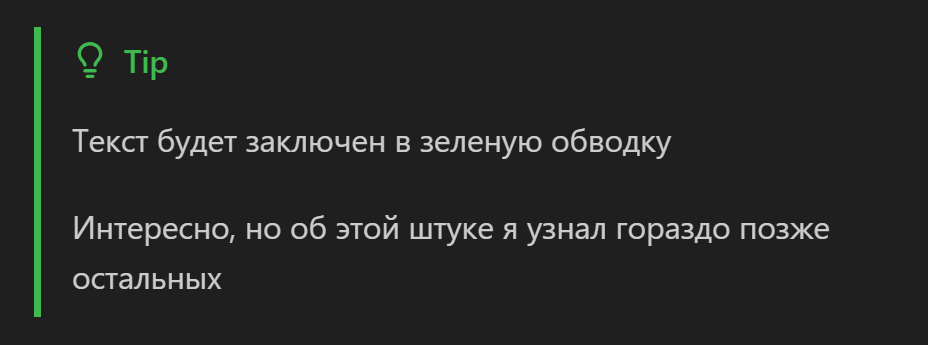 Tip
Текст будет заключен в зеленую обводку
Интересно, но об этой штуке я узнал гораздо позже
остальных